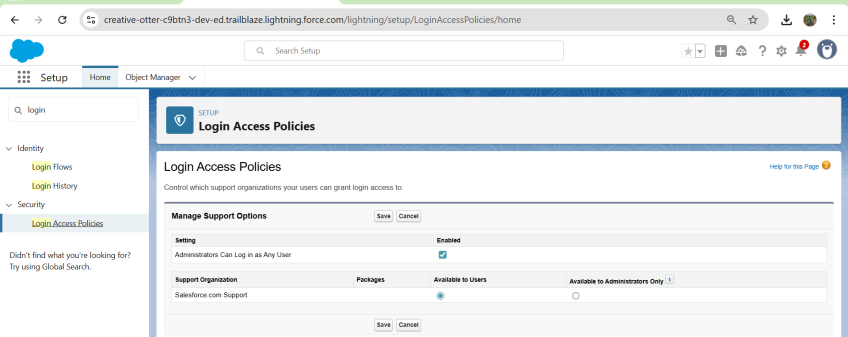 creative-otter-c9btn3-dev-ed.trailblaze.lightning.force.com/lightning/setup/LoginAccessPolicies/home
Search Setup
2
Setup Home Object Manager
login
Identity
Login Flows
Login History
Security
Login Access Policies
Didn't find what you're looking for?
Try using Global Search.
SETUP
Login Access Policies
Login Access Policies
Help for this Page ?
Control which support organizations your users can grant login access to.
Manage Support Options Save Cancel
Setting Enabled
Administrators Can Log in as Any User
Support Organization Packages Available to Users Available to Administrators Only i
Salesforce.com Support
Save Cancel